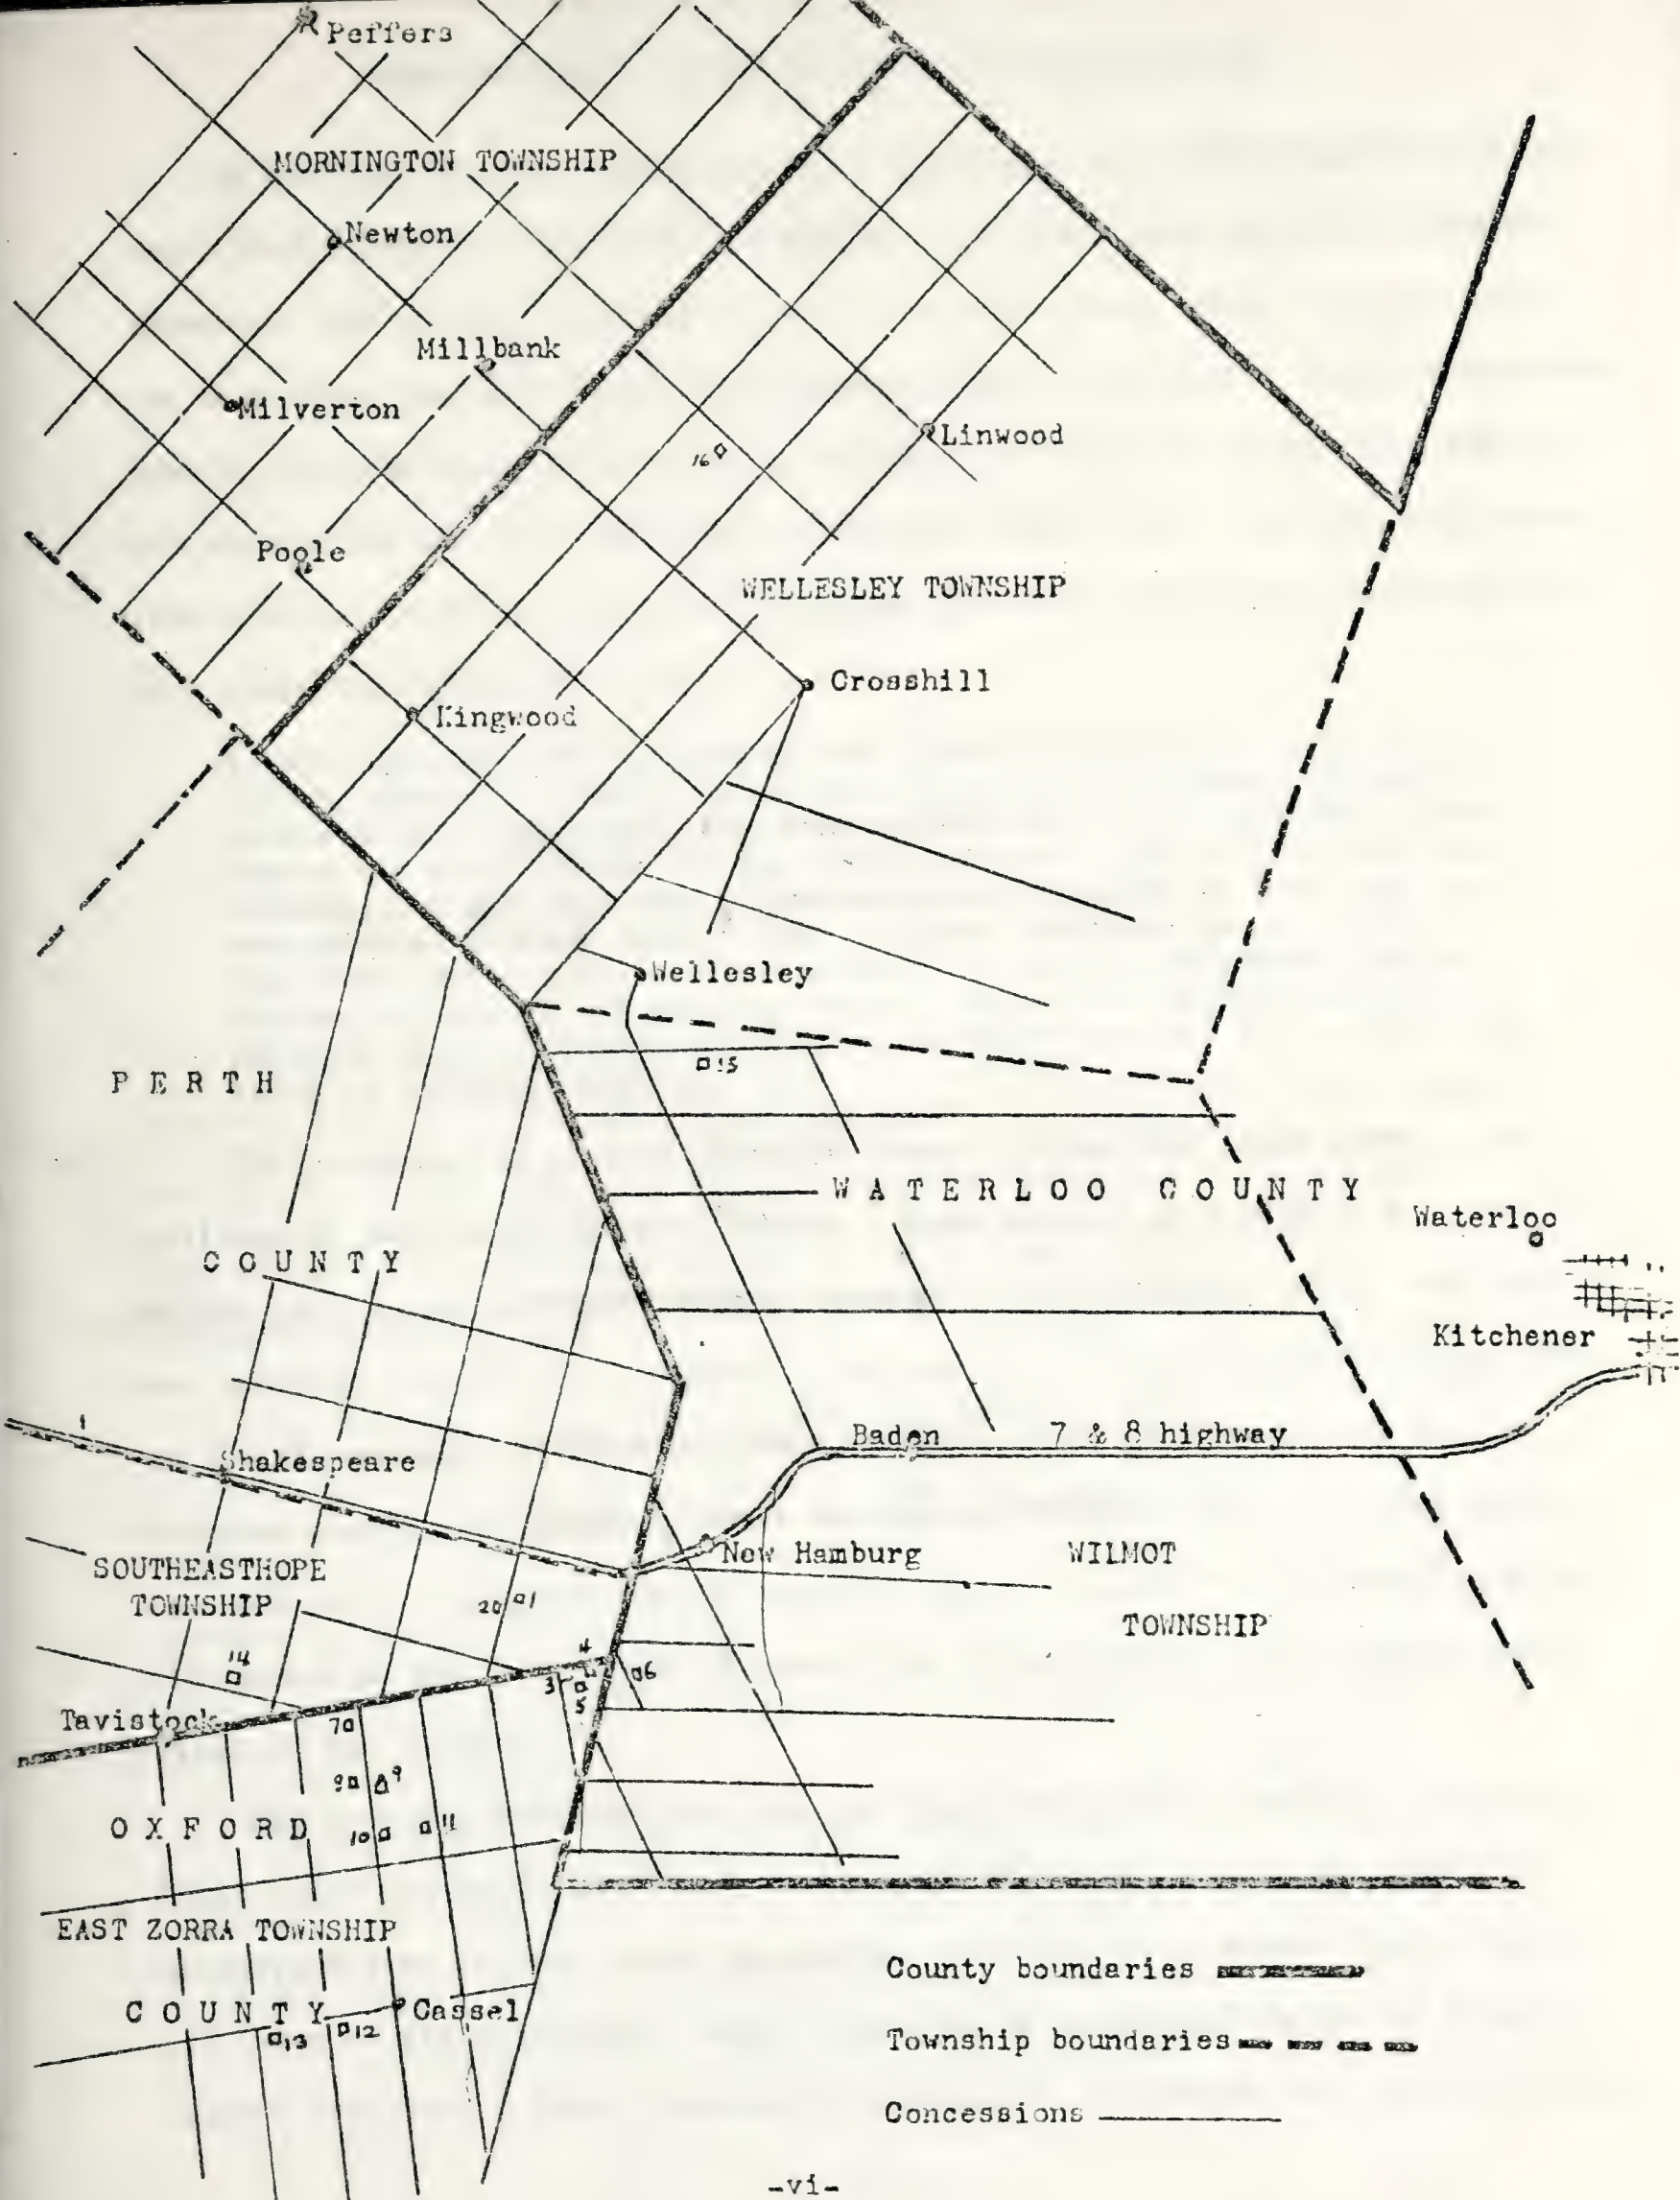 Peffers
MORNINGTON TOWNSHIP
Newton
Millbank
Milverton
Linwood
16
Poole
WELLESLEY TOWNSHIP
Crosshill
Kingwood
Wellesley
15
PERTH
WATERLOO COUNTY
Waterloo
COUNTY
Kitchener
Baden 7 & 8 highway
Shakespeare
New Hamburg WILMOT
SOUTHEASTHOPE
TOWNSHIP
20 1
TOWNSHIP
4
14
6
3
5
Tavistock
7
9
OXFORD
10 11
EAST ZORRA TOWNSHIP
County boundaries
COUNTY
Cassel
12
13
Township boundaries
Concessions
-vi-